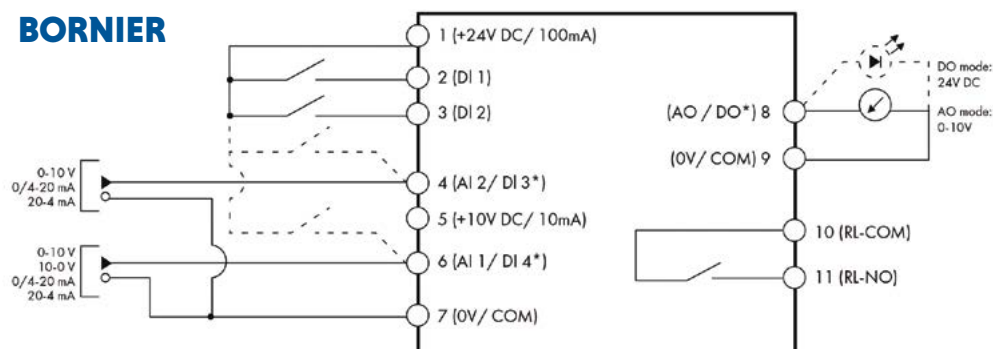 BORNIER
1 (+24V DC/ 100mA)
2 (DI 1)
3 (DI 2)
4 (AI 2/ DI 3*)
5 (+10V DC/ 10mA)
6 (AI 1/ DI 4*)
7 (0V/ COM)
0-10 V
0/4-20 mA
20-4 mA
0-10 V
10-0 V
0/4-20 mA
20-4 mA
(AO / DO*) 8
(0V/ COM) 9
10 (RL-COM)
11 (RL-NO)
DO mode:
24V DC
AO mode:
0-10V